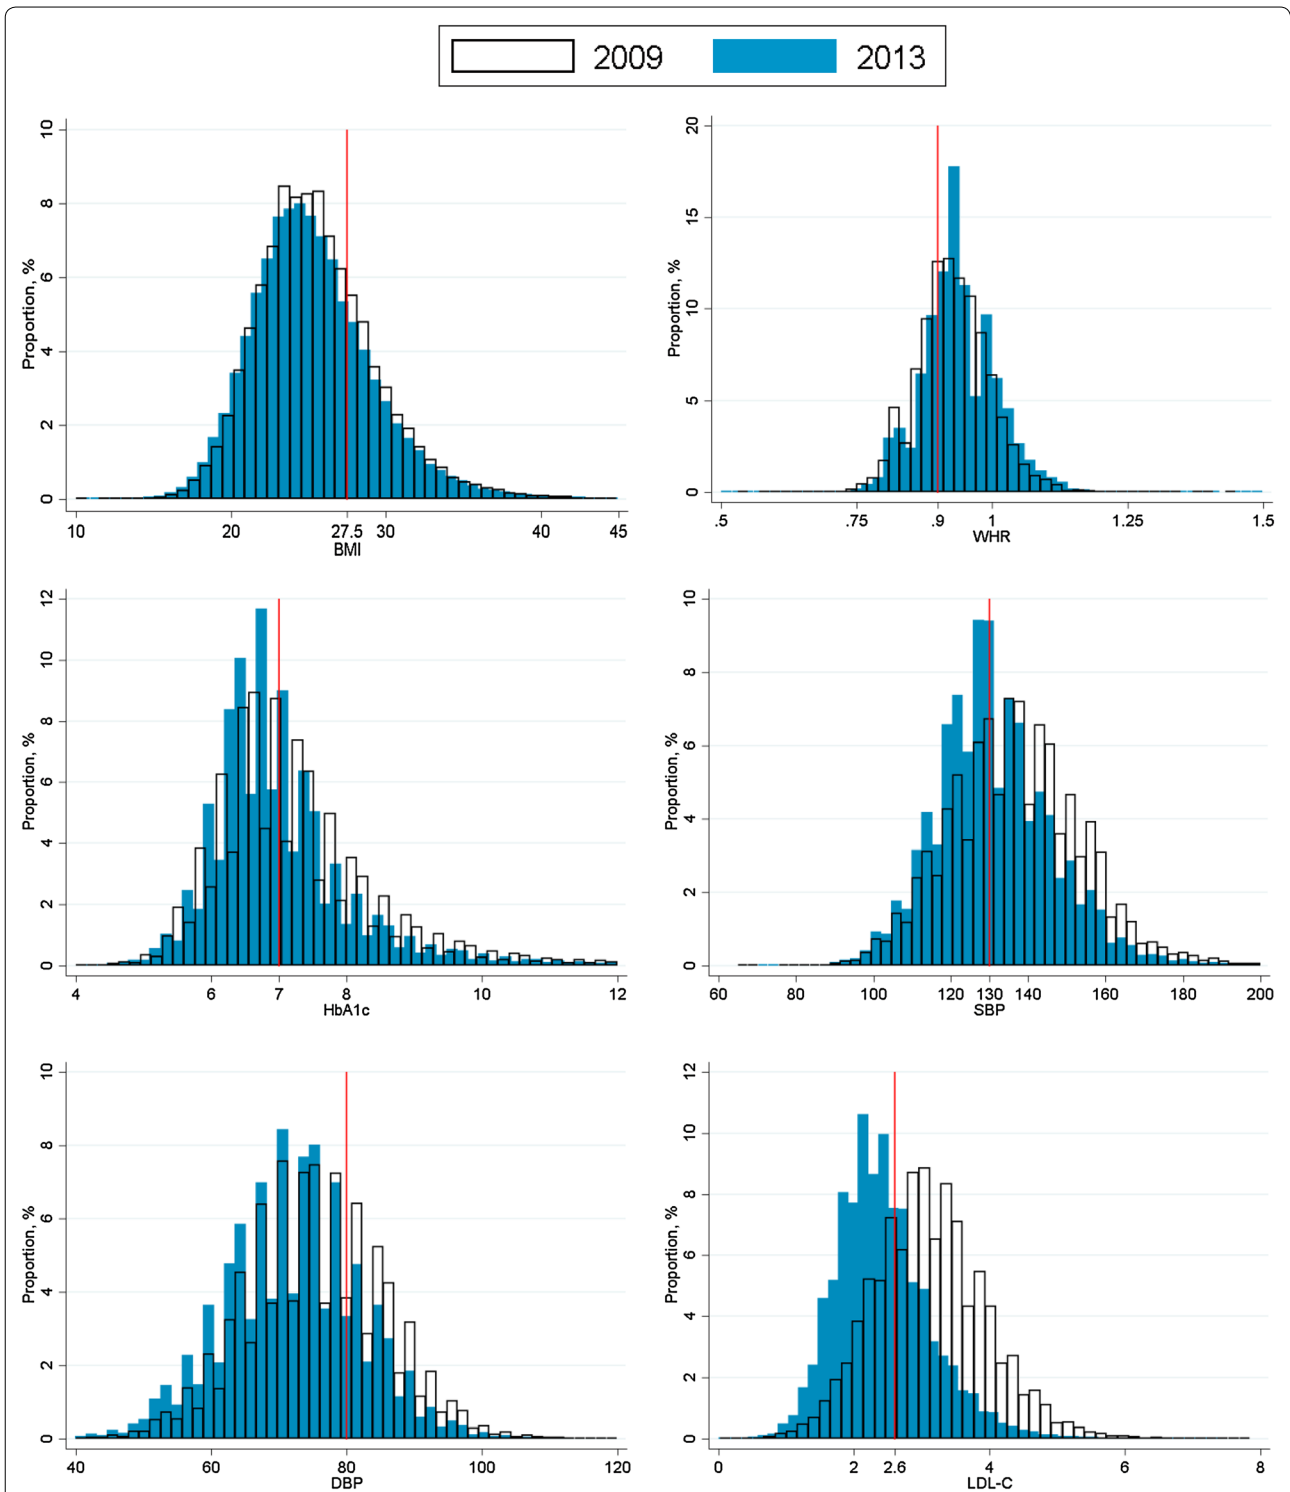 2009 2013
Proportion, %
0 2 4 6 8 10
10 20 27.5 30 40 45
BMI
Proportion, %
0 5 10 15 20
.5 .75 .9 1 1.25 1.5
WHR
Proportion, %
0 2 4 6 8 10 12
4 6 7 8 10 12
HbA1c
Proportion, %
0 2 4 6 8 10
60 80 100 120 130 140 160 180 200
SBP
Proportion, %
0 2 4 6 8 10
40 60 80 100 120
DBP
Proportion, %
0 2 4 6 8 10 12
0 2 2.6 4 6 8
LDL-C